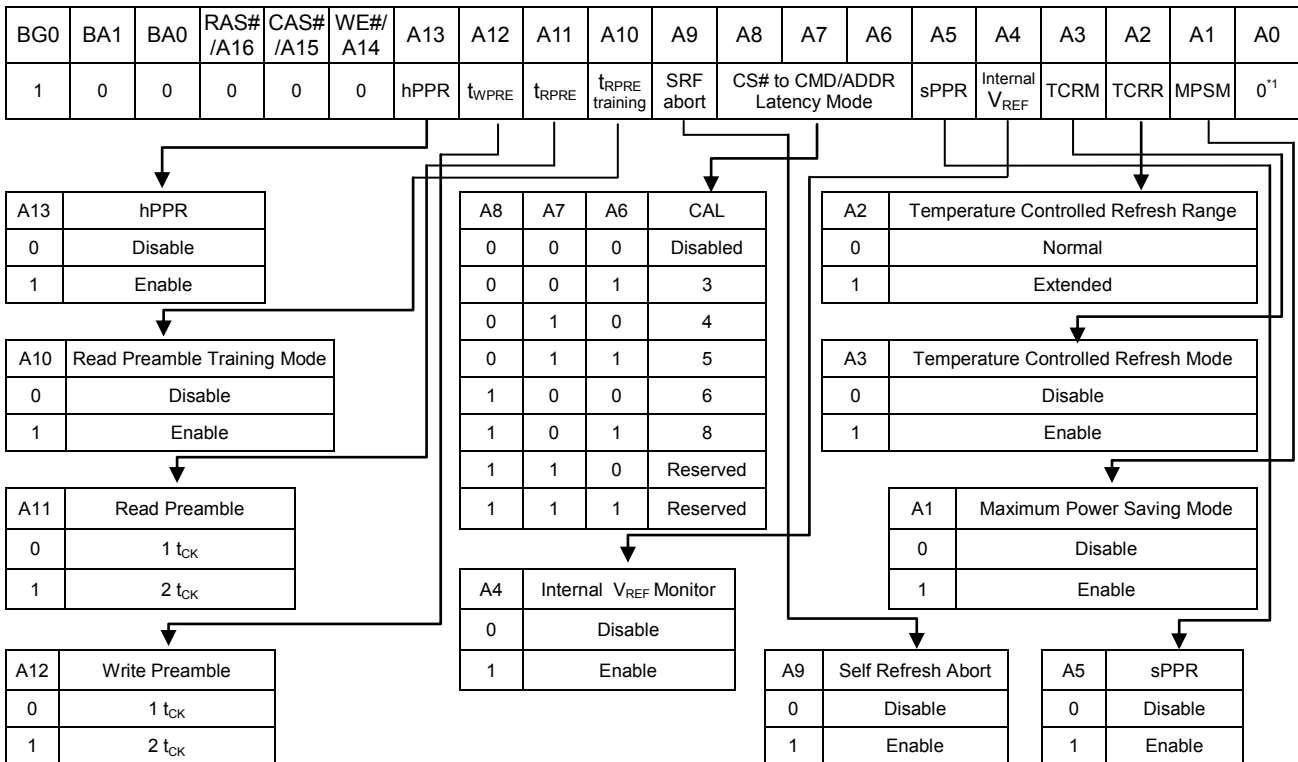 BG0 BA1 BA0 RAS# /A16 CAS# /A15 WE#/ A14 A13 A12 A11 A10 A9 A8 A7 A6 A5 A4 A3 A2 A1 A0
1 0 0 0 0 0 hPPR tWPRE tRPRE tRPRE training SRF abort CS# to CMD/ADDR Latency Mode sPPR Internal VREF TCRM TCRR MPSM 0*1
A13 hPPR
0 Disable
1 Enable
A10 Read Preamble Training Mode
0 Disable
1 Enable
A11 Read Preamble
0 1 tCK
1 2 tCK
A12 Write Preamble
0 1 tCK
1 2 tCK
A8 A7 A6 CAL
0 0 0 Disabled
0 0 1 3
0 1 0 4
0 1 1 5
1 0 0 6
1 0 1 8
1 1 0 Reserved
1 1 1 Reserved
A4 Internal VREF Monitor
0 Disable
1 Enable
A2 Temperature Controlled Refresh Range
0 Normal
1 Extended
A3 Temperature Controlled Refresh Mode
0 Disable
1 Enable
A1 Maximum Power Saving Mode
0 Disable
1 Enable
A9 Self Refresh Abort
0 Disable
1 Enable
A5 sPPR
0 Disable
1 Enable